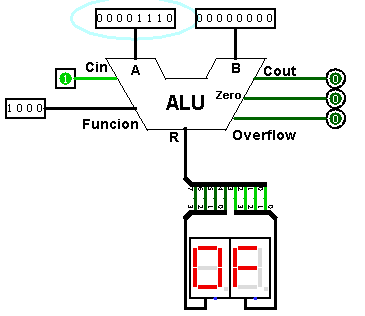 00001110 00000000
Cin A B Cout
1
0
ALU Zero
0
1000
Funcion
0
R Overflow
0F